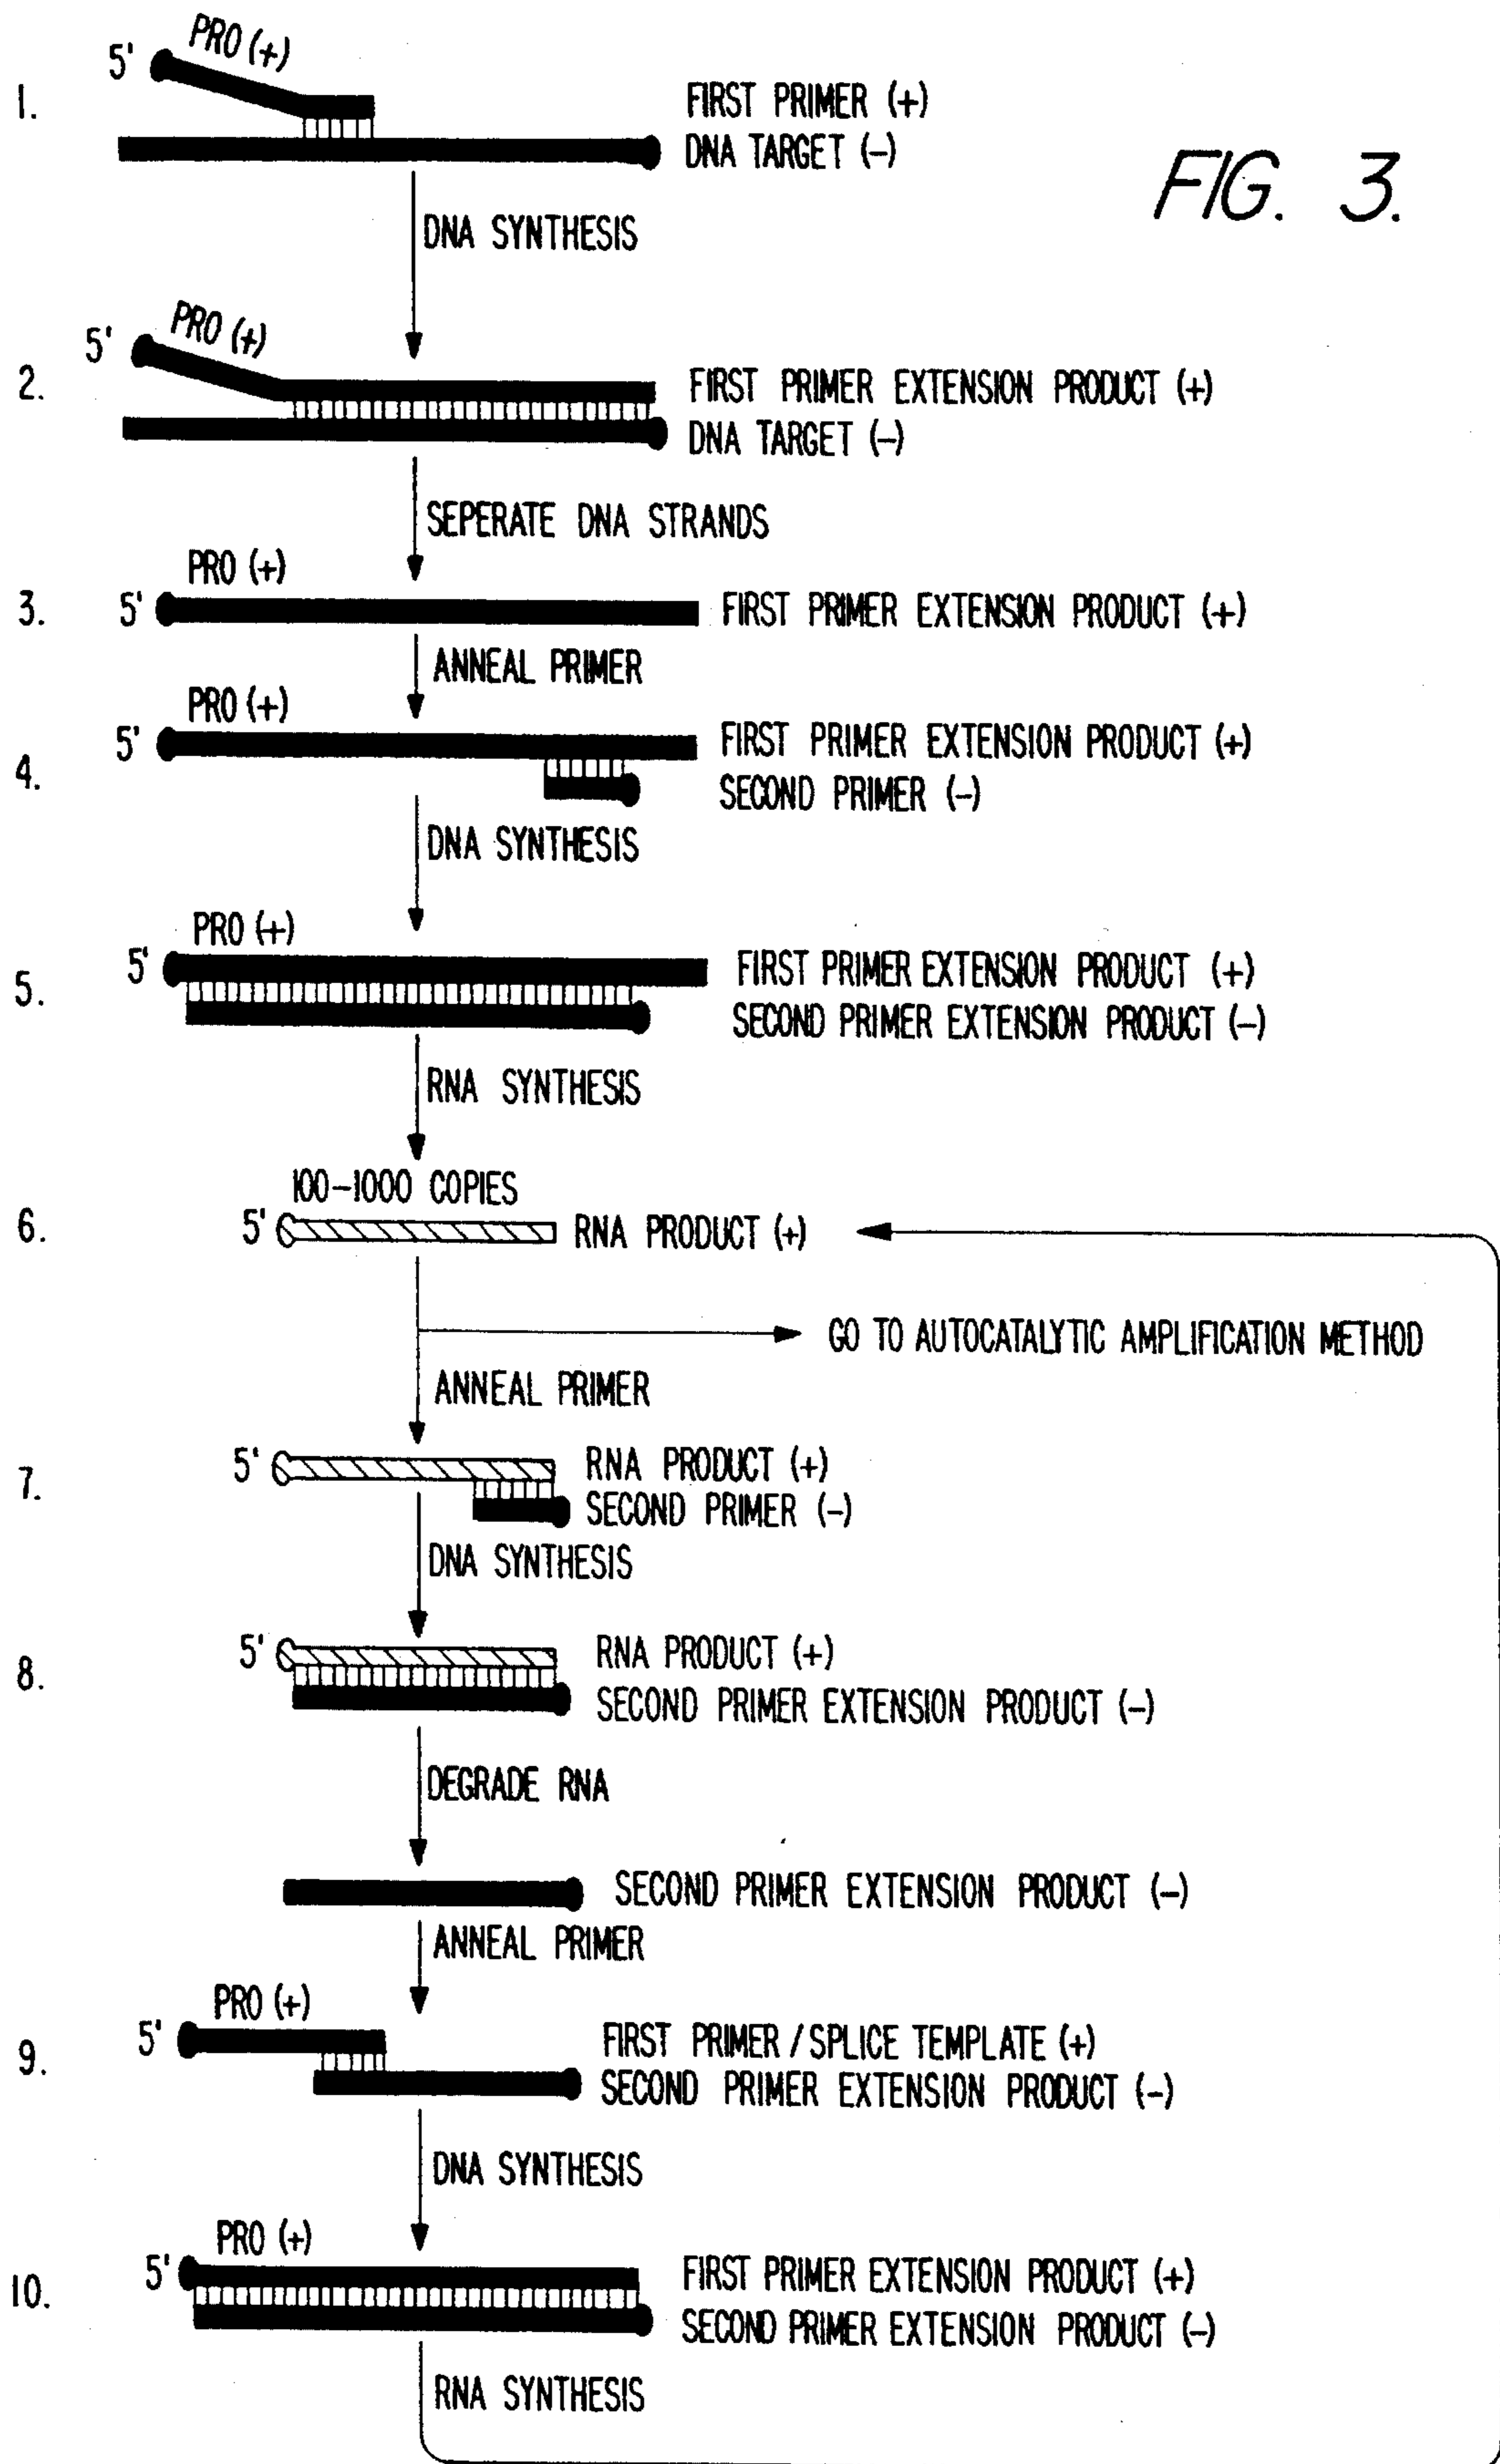 5' PRO (+)
1.
FIRST PRIMER (+)
DNA TARGET (−)
FIG. 3.
DNA SYNTHESIS
5' PRO (+)
2.
FIRST PRIMER EXTENSION PRODUCT (+)
DNA TARGET (−)
SEPERATE DNA STRANDS
PRO (+)
3. 5' FIRST PRIMER EXTENSION PRODUCT (+)
ANNEAL PRIMER
PRO (+)
5' FIRST PRIMER EXTENSION PRODUCT (+)
4.
SECOND PRIMER (−)
DNA SYNTHESIS
PRO (+)
5' FIRST PRIMER EXTENSION PRODUCT (+)
5.
SECOND PRIMER EXTENSION PRODUCT (−)
RNA SYNTHESIS
100−1000 COPIES
6. 5' RNA PRODUCT (+)
GO TO AUTOCATALYTIC AMPLIFICATION METHOD
ANNEAL PRIMER
5' RNA PRODUCT (+)
7.
SECOND PRIMER (−)
DNA SYNTHESIS
5' RNA PRODUCT (+)
8.
SECOND PRIMER EXTENSION PRODUCT (−)
DEGRADE RNA
SECOND PRIMER EXTENSION PRODUCT (−)
ANNEAL PRIMER
PRO (+)
5' FIRST PRIMER / SPLICE TEMPLATE (+)
9.
SECOND PRIMER EXTENSION PRODUCT (−)
DNA SYNTHESIS
PRO (+)
5' FIRST PRIMER EXTENSION PRODUCT (+)
10.
SECOND PRIMER EXTENSION PRODUCT (−)
RNA SYNTHESIS